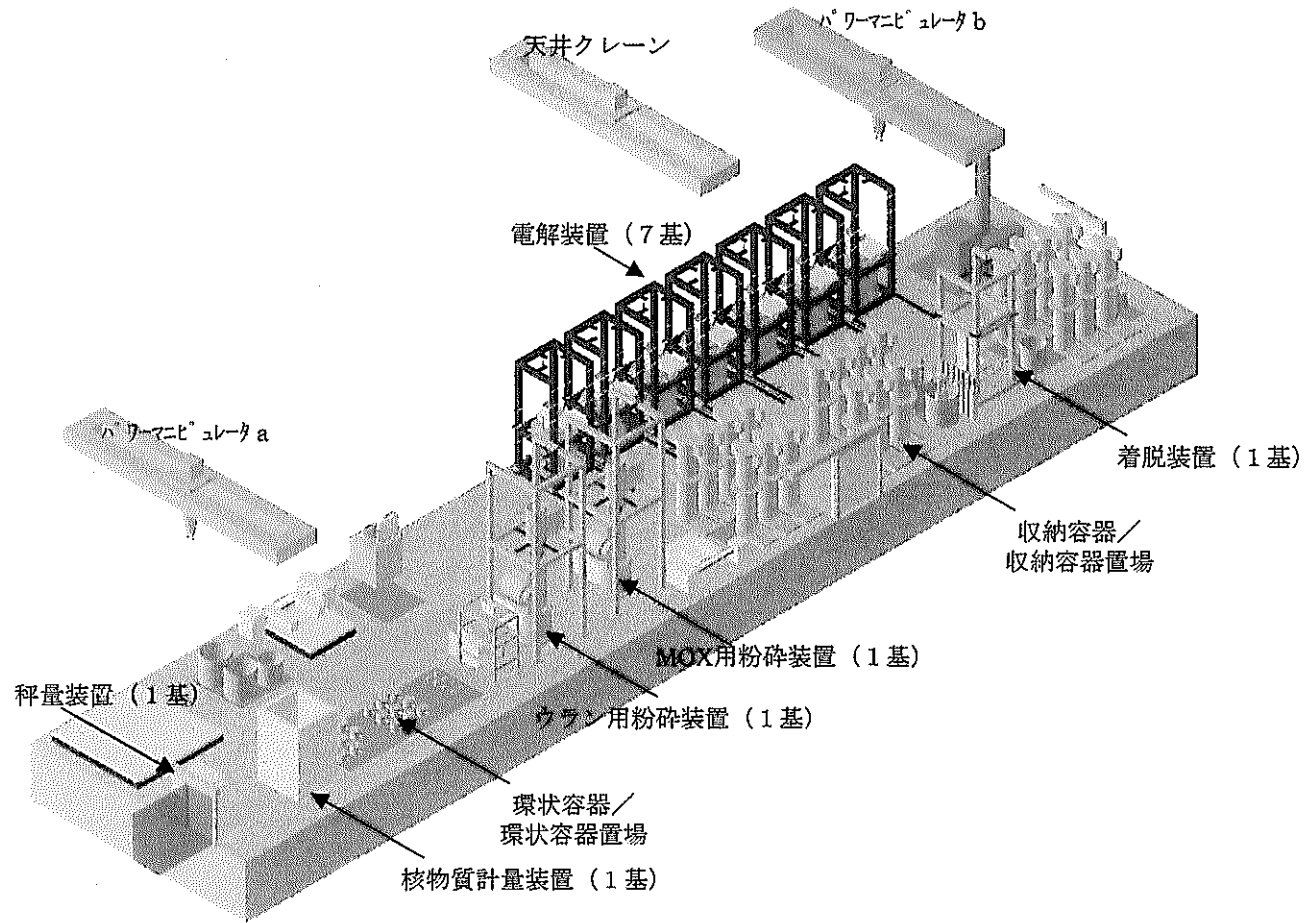 パワーマニピュレータb
天井クレーン
電解装置（7基）
パワーマニピュレータa
着脱装置（1基）
収納容器／
収納容器置場
MOX用粉砕装置（1基）
秤量装置（1基）
ウラン用粉砕装置（1基）
環状容器／
環状容器置場
核物質計量装置（1基）